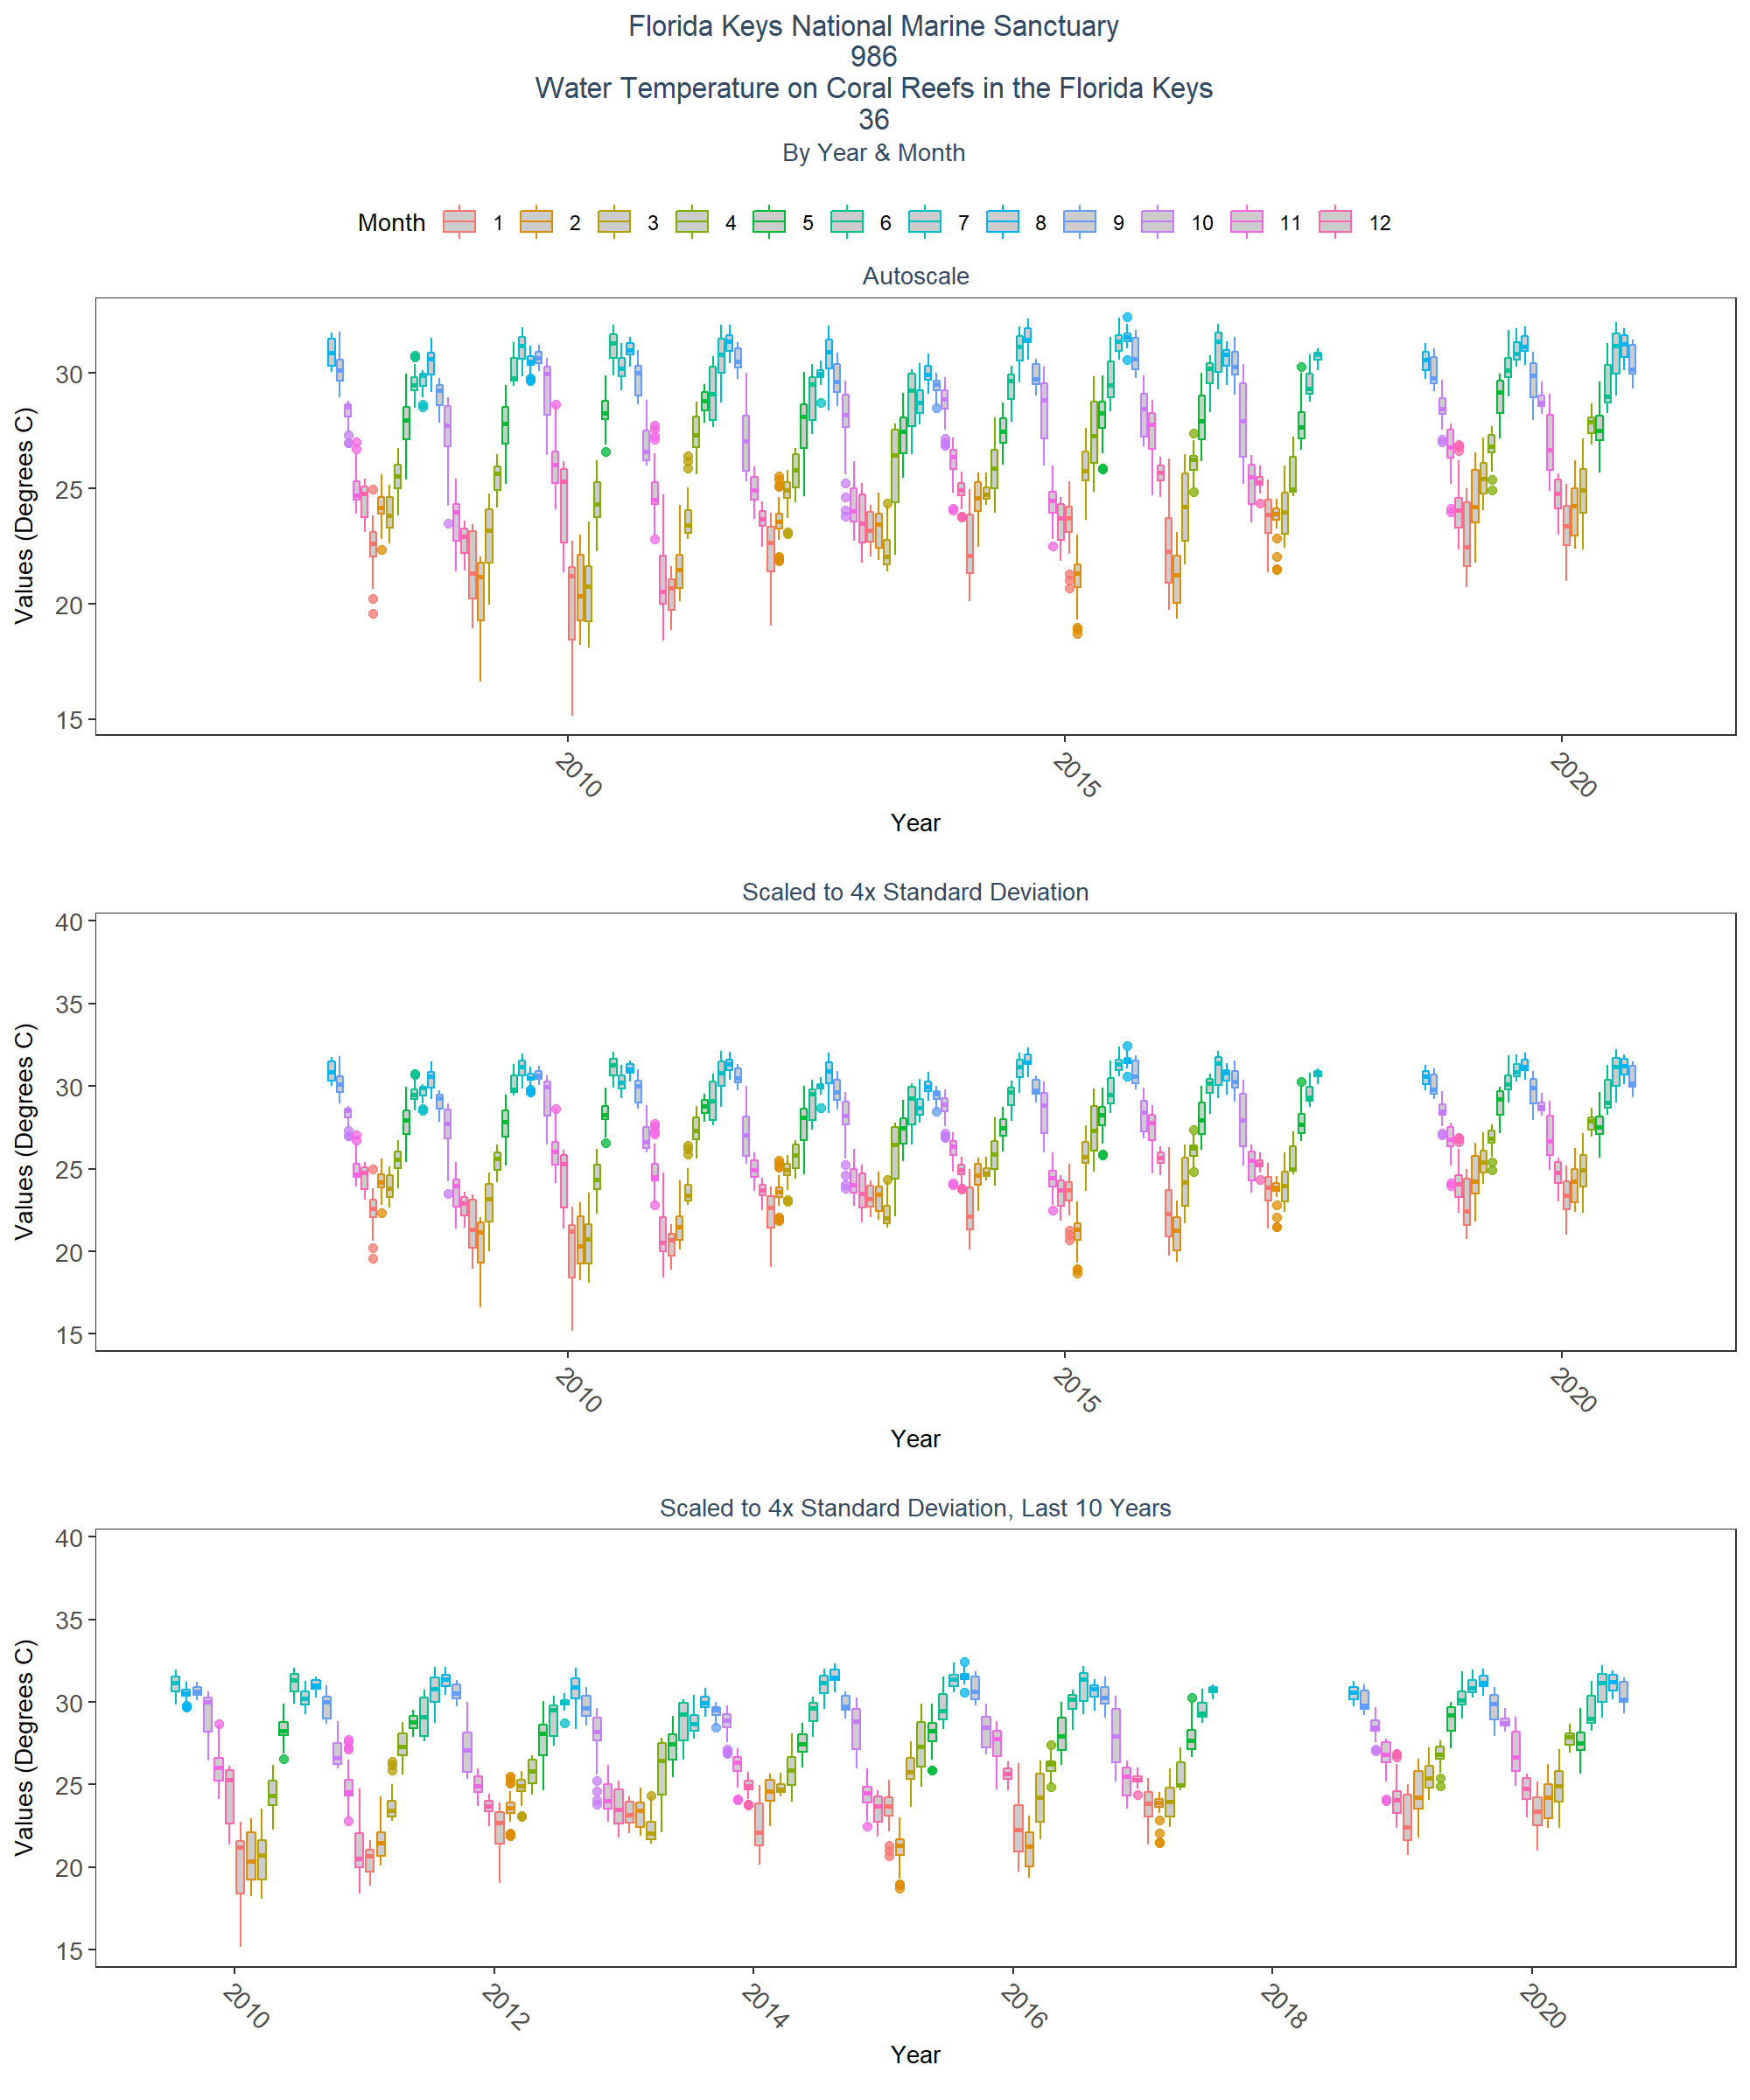 Florida Keys National Marine Sanctuary
986
Water Temperature on Coral Reefs in the Florida Keys
36
By Year & Month
Month 1 2 3 4 5 6 7 8 9 10 11 12
Autoscale
Values (Degrees C)
30
25
20
15
2010 2015 2020
Year
Scaled to 4x Standard Deviation
Values (Degrees C)
40
35
30
25
20
15
2010 2015 2020
Year
Scaled to 4x Standard Deviation, Last 10 Years
Values (Degrees C)
40
35
30
25
20
15
2010 2012 2014 2016 2018 2020
Year